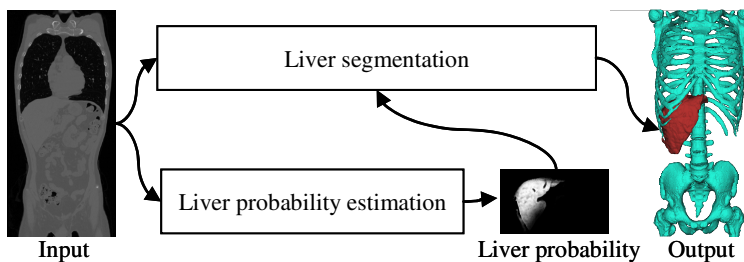 Liver segmentation
Liver probability estimation
Input
Liver probability
Output